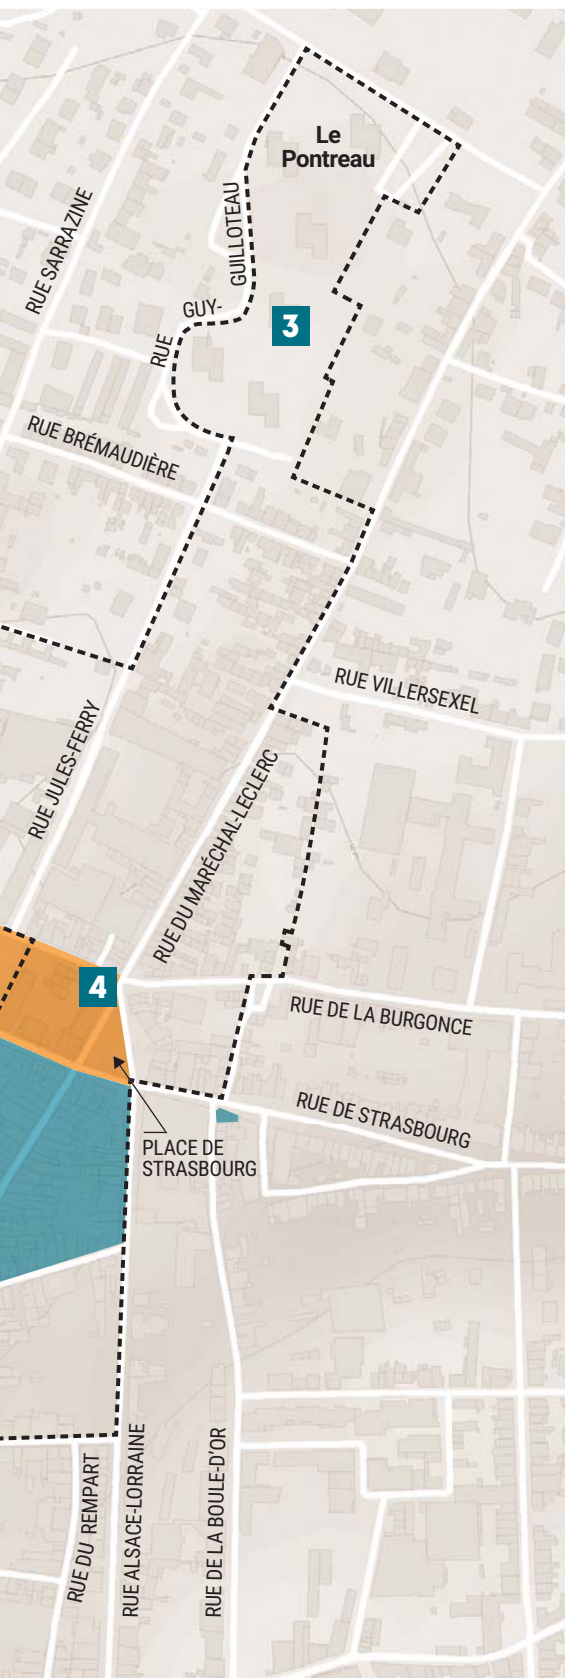 Le
Pontreau
RUE SARRAZINE
RUE GUY-GUILLOTEAU
3
RUE BRÉMAUDIÈRE
RUE VILLERSEXEL
RUE JULES-FERRY
RUE DU MARÉCHAL-LECLERC
4
RUE DE LA BURGONCE
RUE DE STRASBOURG
PLACE DE
STRASBOURG
RUE DU REMPART
RUE ALSACE-LORRAINE
RUE DE LA BOULE-D'OR